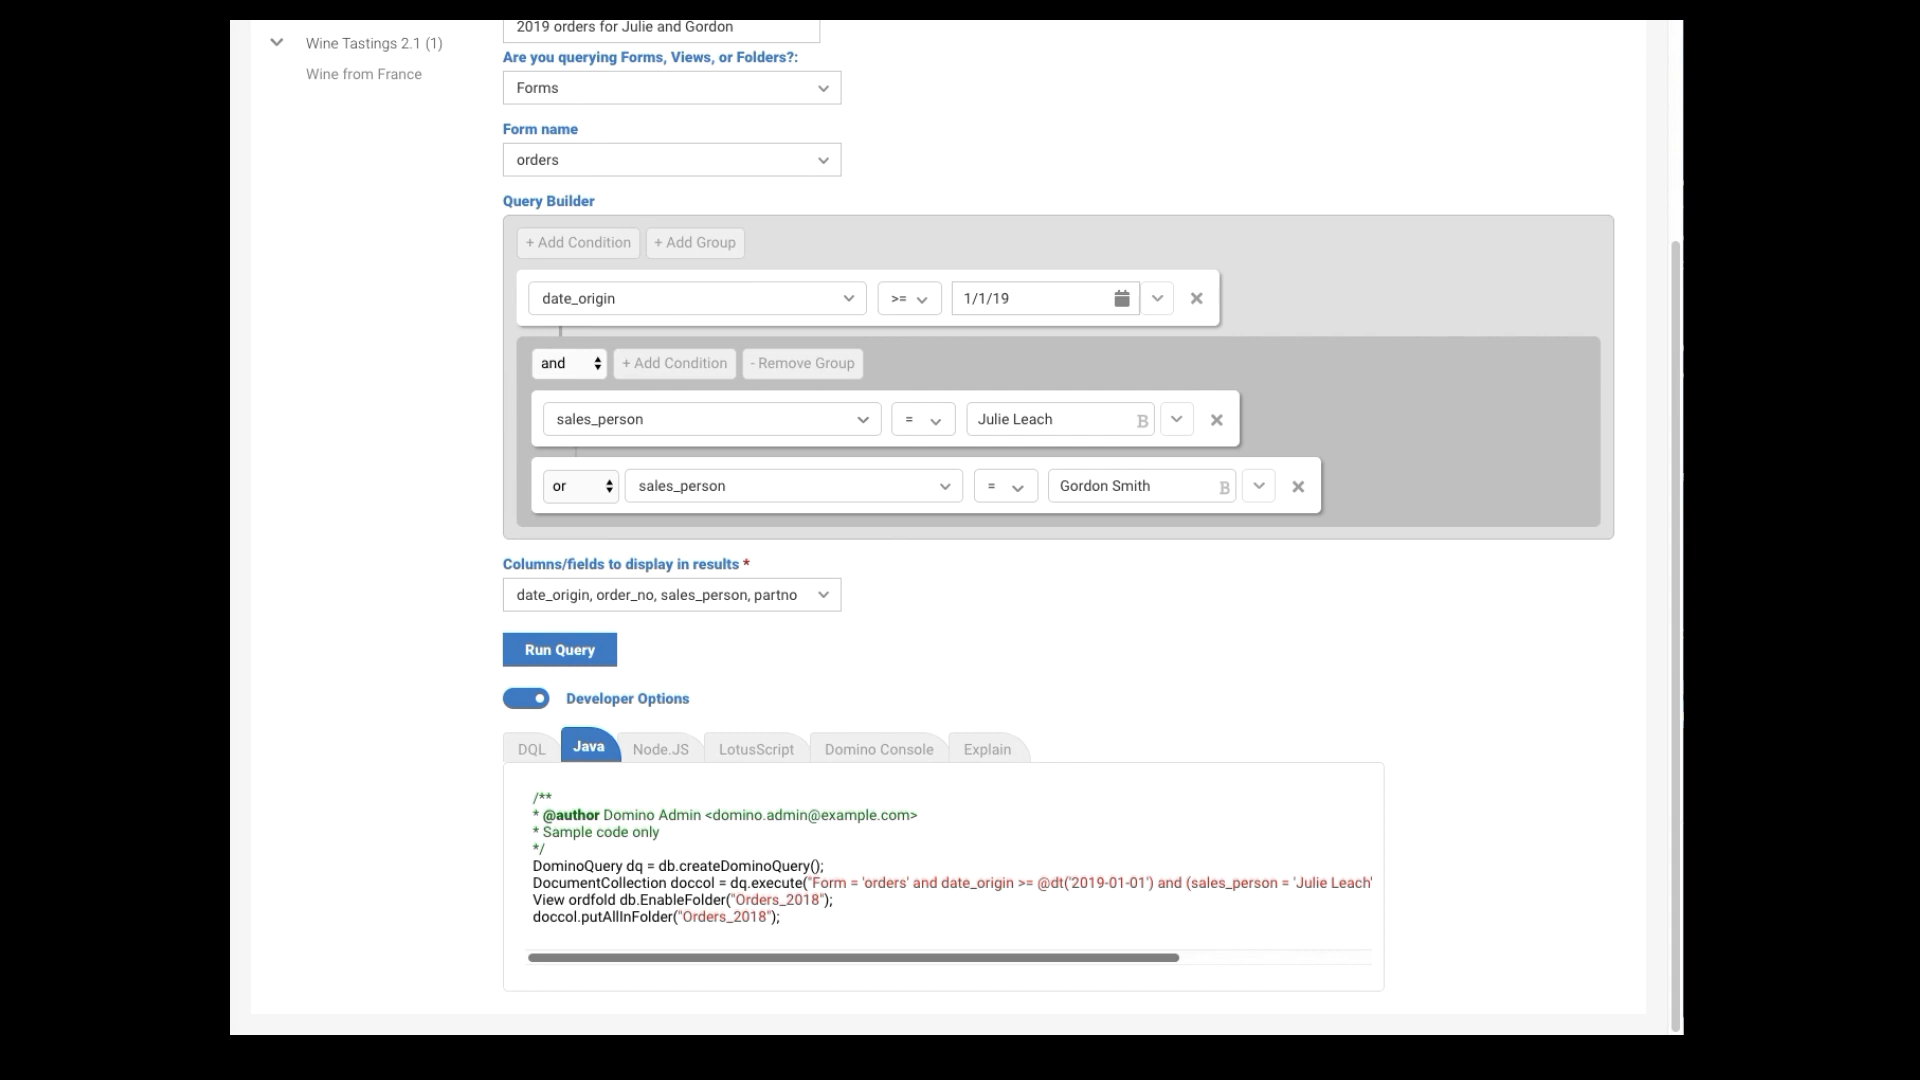 2019 orders for Julie and Gordon
Wine Tastings 2.1 (1)
Wine from France
Are you querying Forms, Views, or Folders?:
Forms
Form name
orders
Query Builder
+ Add Condition + Add Group
date_origin >= 1/1/19
and + Add Condition - Remove Group
sales_person = Julie Leach B
or sales_person = Gordon Smith B
Columns/fields to display in results *
date_origin, order_no, sales_person, partno
Run Query
Developer Options
DQL Java Node.JS LotusScript Domino Console Explain
/**
* @author Domino Admin <domino.admin@example.com>
* Sample code only
*/
DominoQuery dq = db.createDominoQuery();
DocumentCollection doccol = dq.execute("Form = 'orders' and date_origin >= @dt('2019-01-01') and (sales_person = 'Julie Leach'
View ordfold db.EnableFolder("Orders_2018");
doccol.putAllInFolder("Orders_2018");